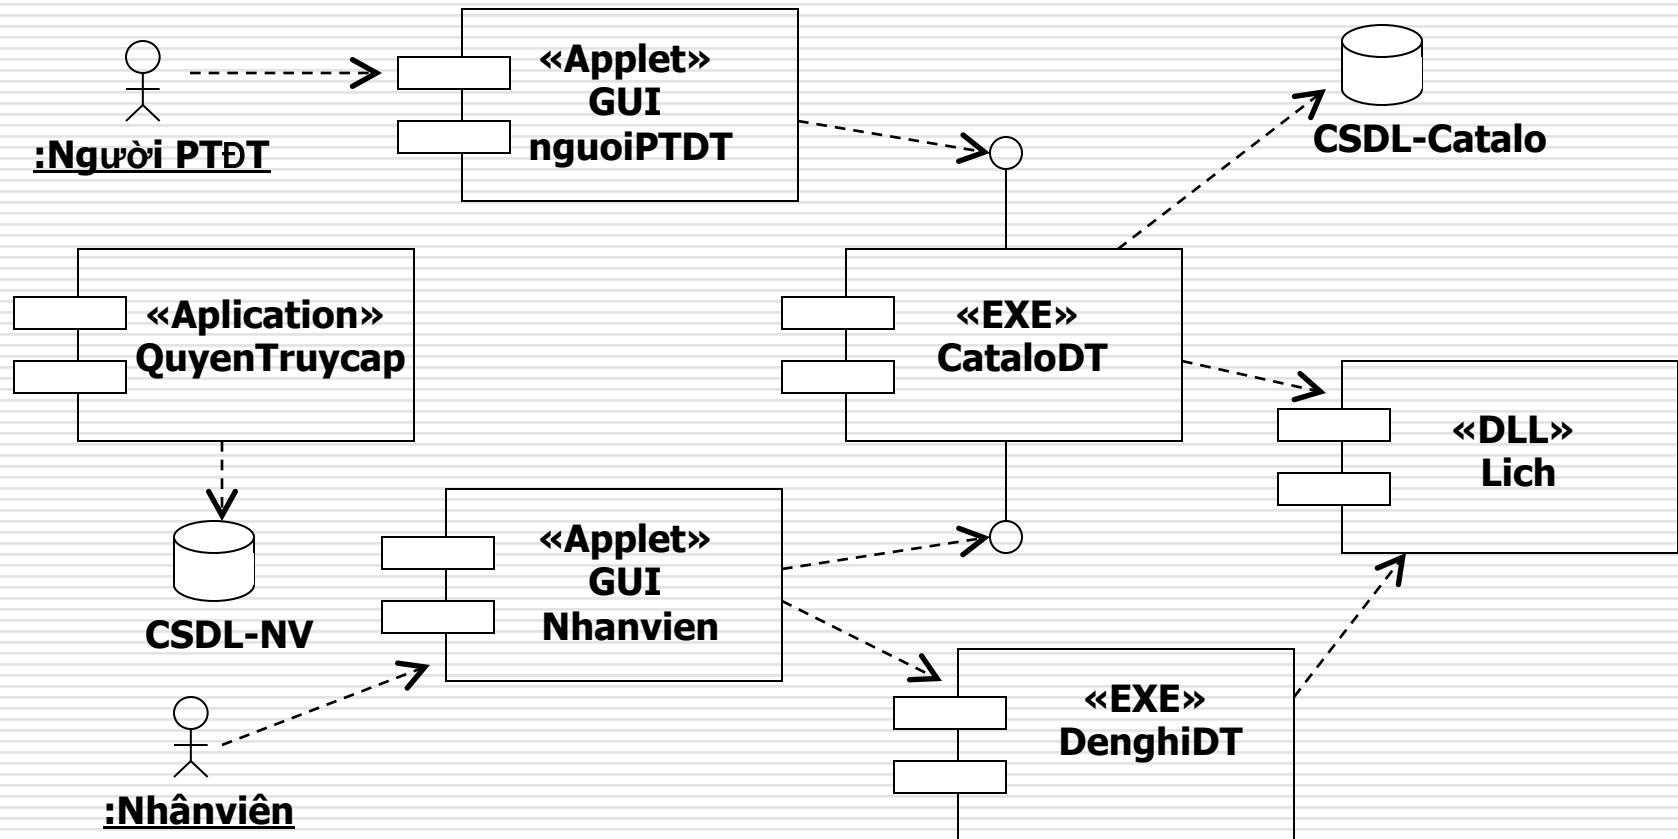 «Applet»
GUI
nguoiPTDT
:Người PTĐT
CSDL-Catalo
«Aplication»
QuyenTruycap
«EXE»
CataloDT
«DLL»
Lich
«Applet»
GUI
Nhanvien
CSDL-NV
«EXE»
DenghiDT
:Nhânviên